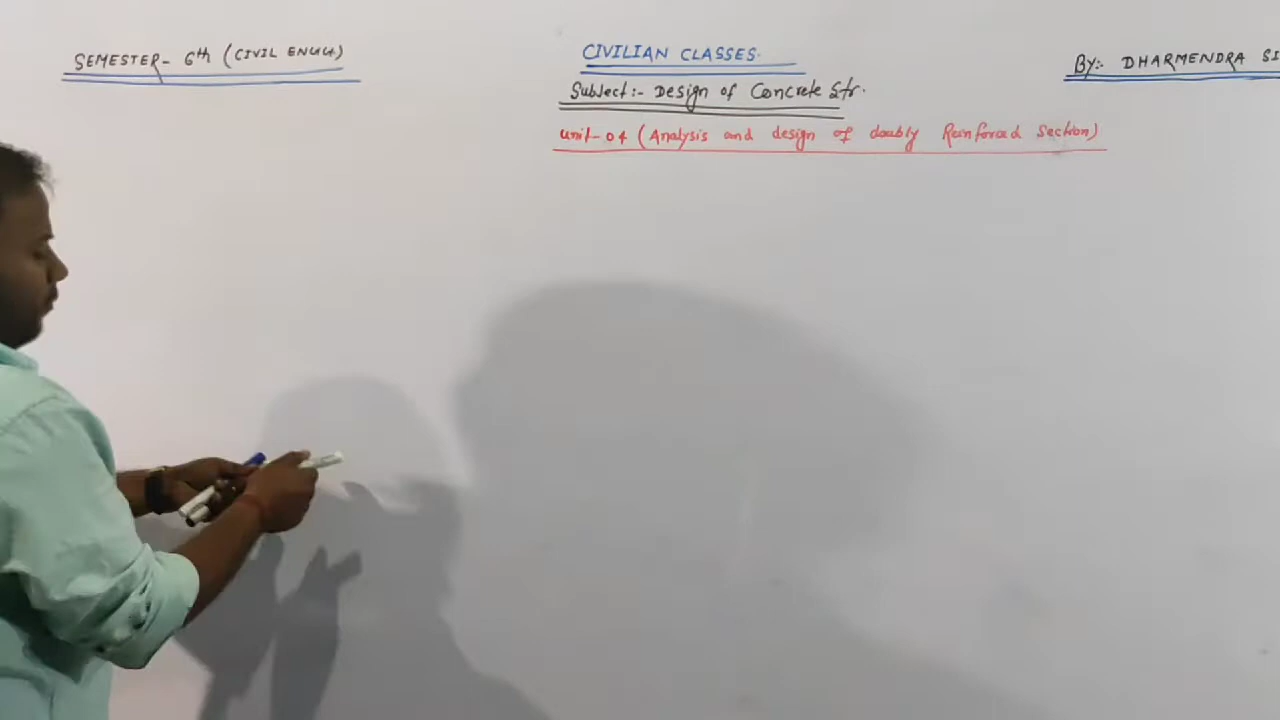 SEMESTER- 6th (CIVIL ENGG)
CIVILIAN CLASSES.
BY:- DHARMENDRA SI
Subject:- Design of Concrete Str.
Unit-04 (Analysis and design of doubly Reinforced Section)